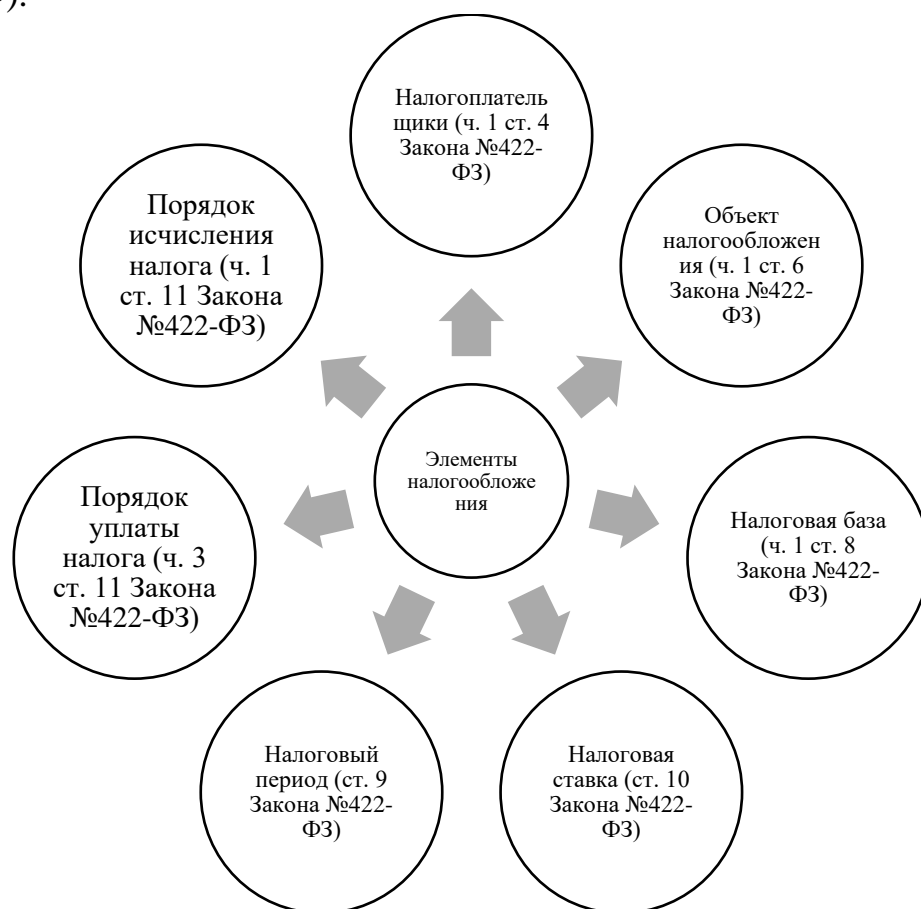 ).
Налогоплатель
щики (ч. 1 ст. 4
Закона №422-
ФЗ)
Объект
налогообложен
ия (ч. 1 ст. 6
Закона №422-
ФЗ)
Налоговая база
(ч. 1 ст. 8
Закона №422-
ФЗ)
Налоговая
ставка (ст. 10
Закона №422-
ФЗ)
Налоговый
период (ст. 9
Закона №422-
ФЗ)
Порядок
уплаты
налога (ч. 3
ст. 11 Закона
№422-ФЗ)
Порядок
исчисления
налога (ч. 1
ст. 11 Закона
№422-ФЗ)
Элементы
налогообложе
ния